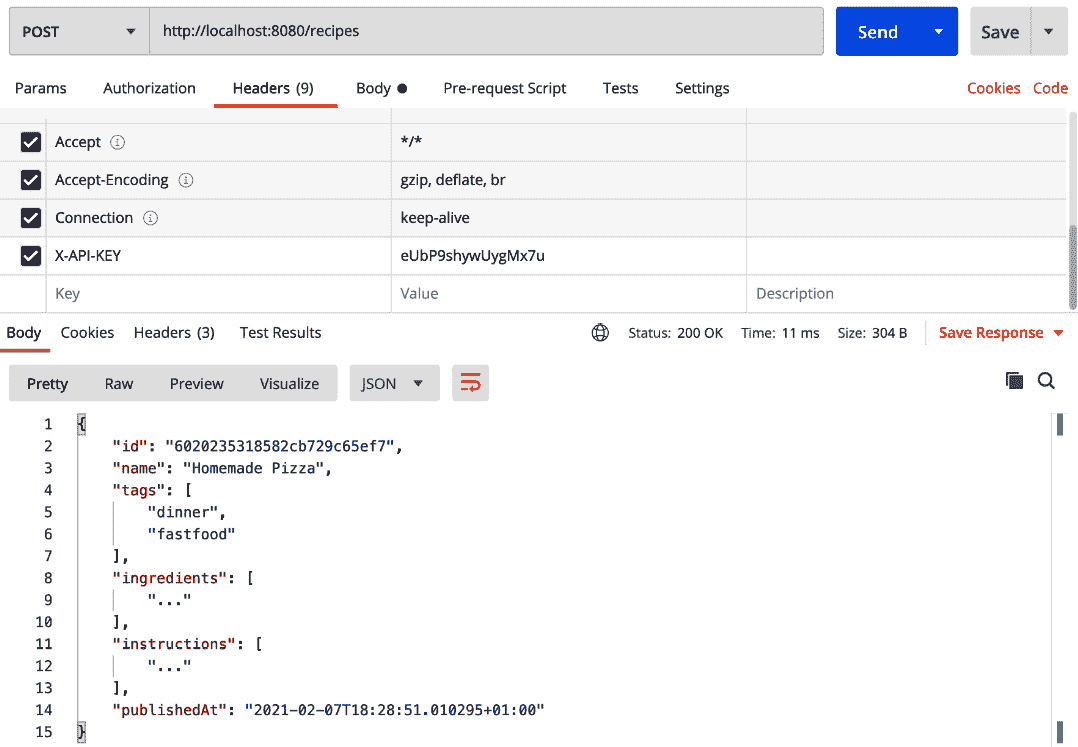 POST http://localhost:8080/recipes Send Save
Params Authorization Headers (9) Body Pre-request Script Tests Settings Cookies Code
Accept */*
Accept-Encoding gzip, deflate, br
Connection keep-alive
X-API-KEY eUbP9shywUygMx7u
Key Value Description
Body Cookies Headers (3) Test Results Status: 200 OK Time: 11 ms Size: 304 B Save Response
Pretty Raw Preview Visualize JSON
1 {
2 "id": "6020235318582cb729c65ef7",
3 "name": "Homemade Pizza",
4 "tags": [
5 "dinner",
6 "fastfood"
7 ],
8 "ingredients": [
9 "..."
10 ],
11 "instructions": [
12 "..."
13 ],
14 "publishedAt": "2021-02-07T18:28:51.010295+01:00"
15 }